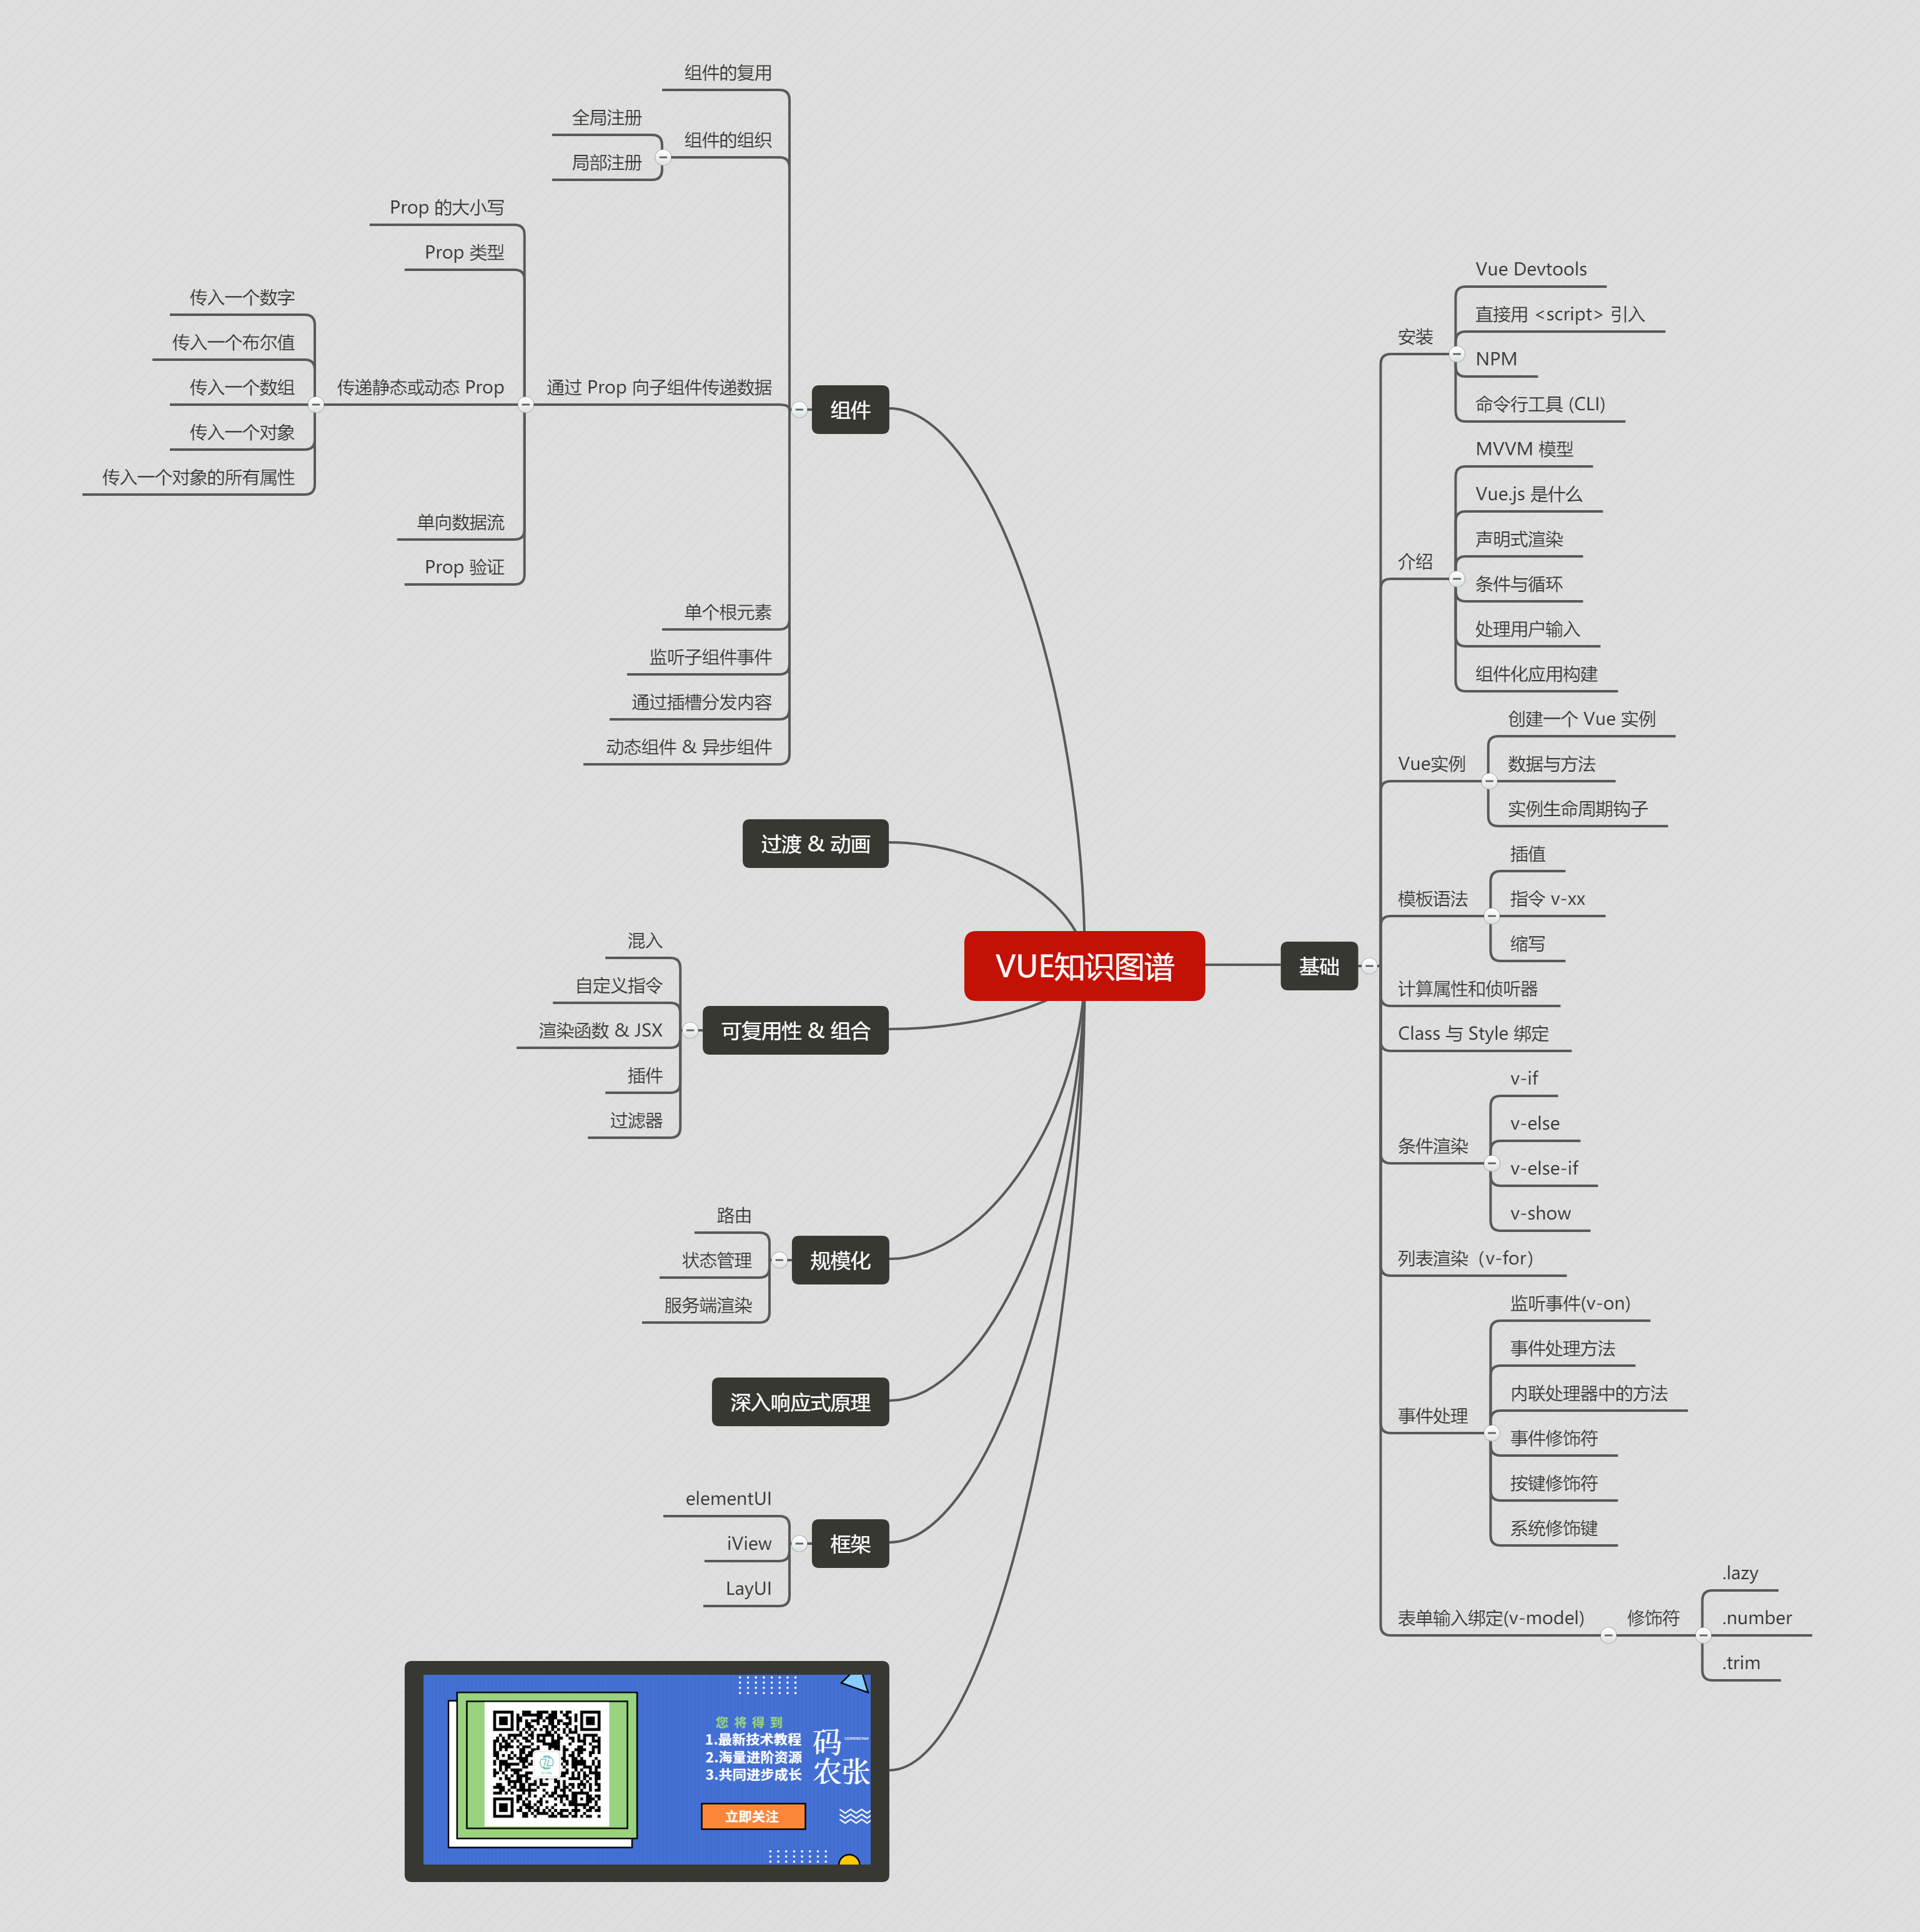 VUE知识图谱
基础
安装
Vue Devtools
直接用 <script> 引入
NPM
命令行工具 (CLI)
介绍
MVVM 模型
Vue.js 是什么
声明式渲染
条件与循环
处理用户输入
组件化应用构建
Vue实例
创建一个 Vue 实例
数据与方法
实例生命周期钩子
模板语法
插值
指令 v-xx
缩写
计算属性和侦听器
Class 与 Style 绑定
条件渲染
v-if
v-else
v-else-if
v-show
列表渲染（v-for）
事件处理
监听事件(v-on)
事件处理方法
内联处理器中的方法
事件修饰符
按键修饰符
系统修饰键
表单输入绑定(v-model)
修饰符
.lazy
.number
.trim
组件
组件的复用
组件的组织
全局注册
局部注册
通过 Prop 向子组件传递数据
Prop 的大小写
Prop 类型
传递静态或动态 Prop
传入一个数字
传入一个布尔值
传入一个数组
传入一个对象
传入一个对象的所有属性
单向数据流
Prop 验证
单个根元素
监听子组件事件
通过插槽分发内容
动态组件 & 异步组件
过渡 & 动画
可复用性 & 组合
混入
自定义指令
渲染函数 & JSX
插件
过滤器
规模化
路由
状态管理
服务端渲染
深入响应式原理
框架
elementUI
iView
LayUI
您将得到
1.最新技术教程
2.海量进阶资源
3.共同进步成长
码
农张
立即关注